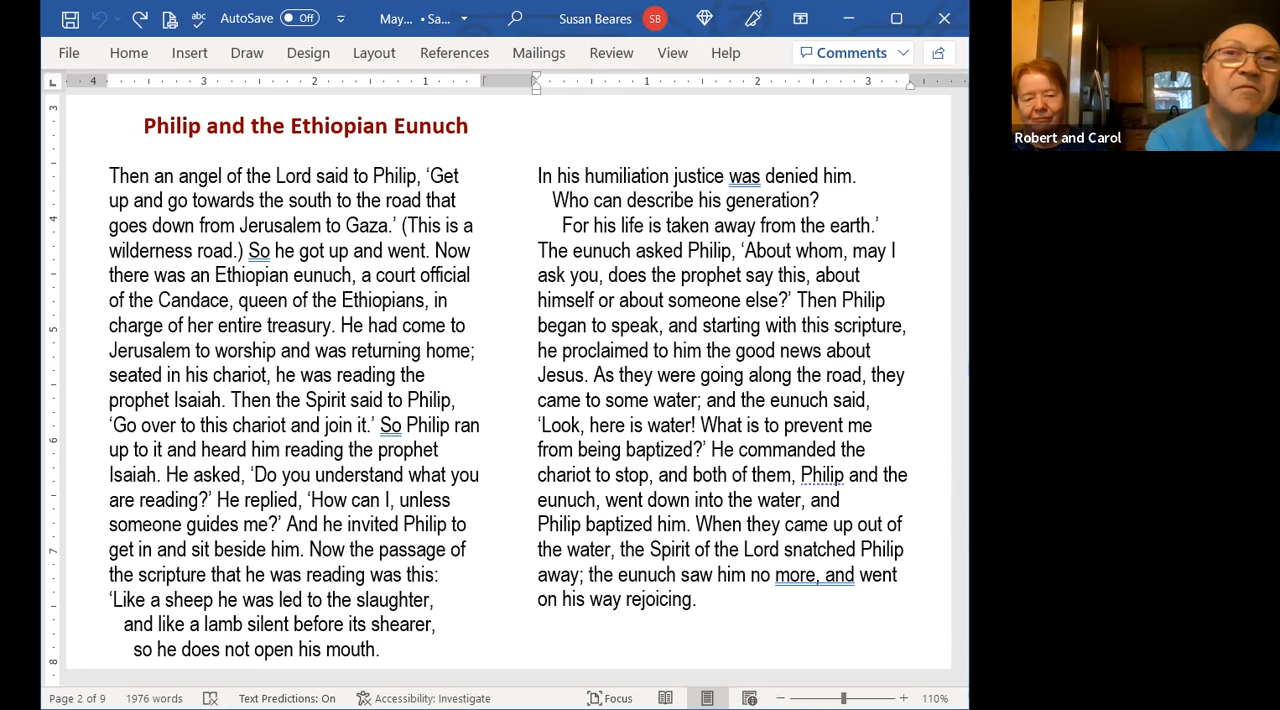 AutoSave Off May... • Sa... Susan Beares SB
File Home Insert Draw Design Layout References Mailings Review View Help Comments
4 3 2 1 1 2 3
3
4
5
6
7
8
Philip and the Ethiopian Eunuch
Then an angel of the Lord said to Philip, ‘Get
up and go towards the south to the road that
goes down from Jerusalem to Gaza.’ (This is a
wilderness road.) So he got up and went. Now
there was an Ethiopian eunuch, a court official
of the Candace, queen of the Ethiopians, in
charge of her entire treasury. He had come to
Jerusalem to worship and was returning home;
seated in his chariot, he was reading the
prophet Isaiah. Then the Spirit said to Philip,
‘Go over to this chariot and join it.’ So Philip ran
up to it and heard him reading the prophet
Isaiah. He asked, ‘Do you understand what you
are reading?’ He replied, ‘How can I, unless
someone guides me?’ And he invited Philip to
get in and sit beside him. Now the passage of
the scripture that he was reading was this:
‘Like a sheep he was led to the slaughter,
and like a lamb silent before its shearer,
so he does not open his mouth.
In his humiliation justice was denied him.
Who can describe his generation?
For his life is taken away from the earth.’
The eunuch asked Philip, ‘About whom, may I
ask you, does the prophet say this, about
himself or about someone else?’ Then Philip
began to speak, and starting with this scripture,
he proclaimed to him the good news about
Jesus. As they were going along the road, they
came to some water; and the eunuch said,
‘Look, here is water! What is to prevent me
from being baptized?’ He commanded the
chariot to stop, and both of them, Philip and the
eunuch, went down into the water, and
Philip baptized him. When they came up out of
the water, the Spirit of the Lord snatched Philip
away; the eunuch saw him no more, and went
on his way rejoicing.
Page 2 of 9 1976 words Text Predictions: On Accessibility: Investigate Focus 110%
Robert and Carol